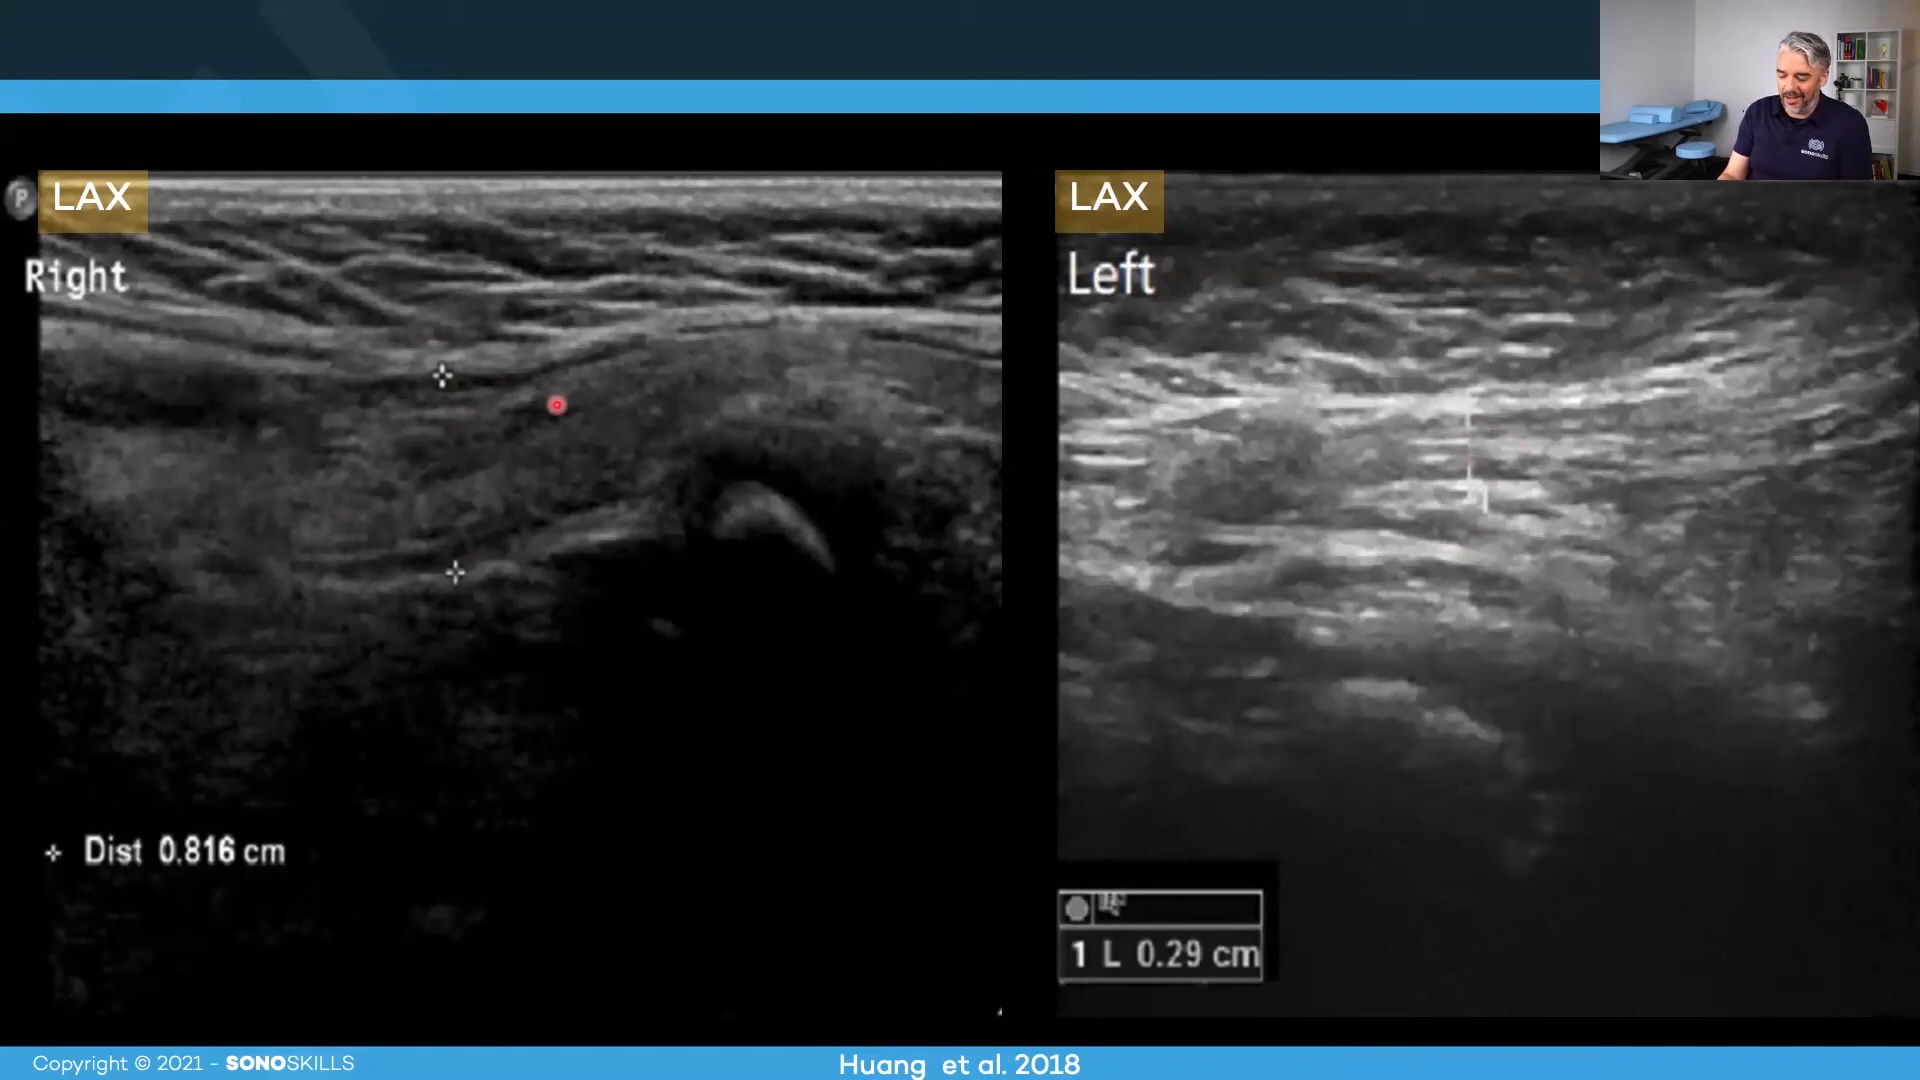 P
LAX
Right
LAX
Left
Dist 0.816 cm
1 L 0.29 cm
Copyright © 2021 - SONOSKILLS
Huang et al. 2018
sonoskills